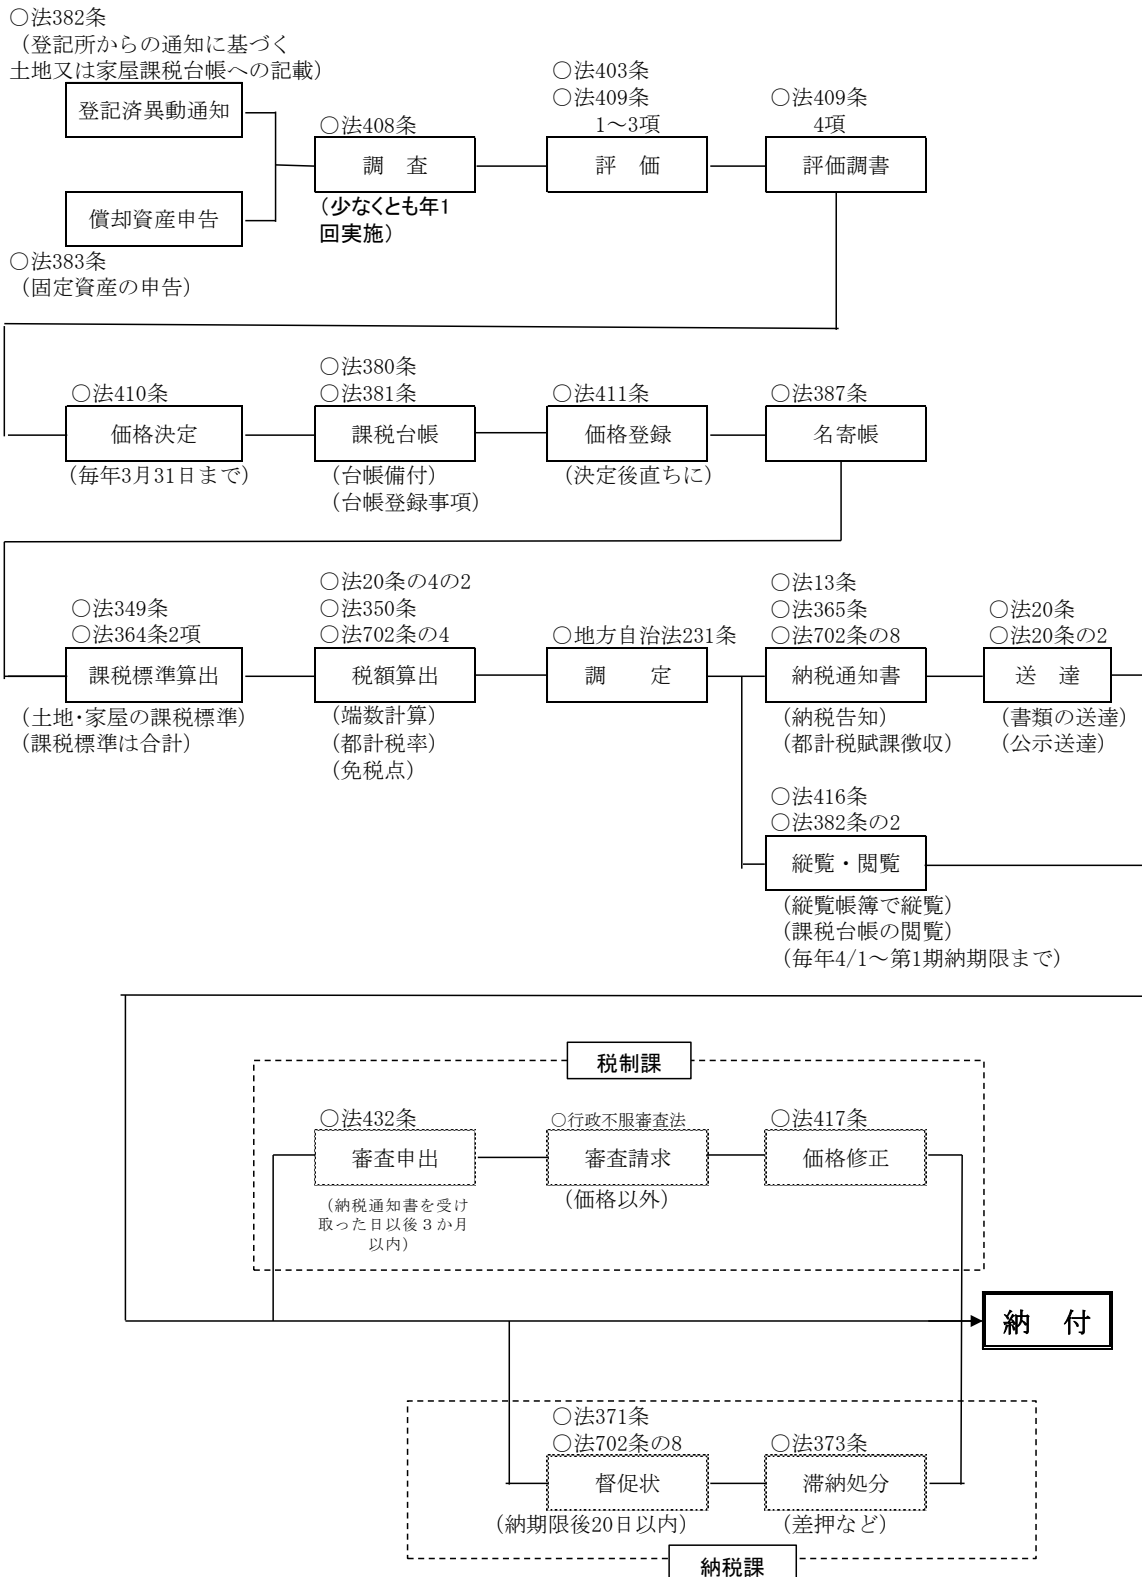 ○法382条
（登記所からの通知に基づく
土地又は家屋課税台帳への記載）
登記済異動通知
償却資産申告
○法383条
（固定資産の申告）
○法408条
調　査
（少なくとも年1
回実施）
○法403条
○法409条
1～3項
評　価
○法409条
4項
評価調書
○法410条
価格決定
（毎年3月31日まで）
○法380条
○法381条
課税台帳
（台帳備付）
（台帳登録事項）
○法411条
価格登録
（決定後直ちに）
○法387条
名寄帳
○法349条
○法364条2項
課税標準算出
（土地・家屋の課税標準）
（課税標準は合計）
○法20条の4の2
○法350条
○法702条の4
税額算出
（端数計算）
（都計税率）
（免税点）
○地方自治法231条
調　定
○法13条
○法365条
○法702条の8
納税通知書
（納税告知）
（都計税賦課徴収）
○法20条
○法20条の2
送　達
（書類の送達）
（公示送達）
○法416条
○法382条の2
縦覧・閲覧
（縦覧帳簿で縦覧）
（課税台帳の閲覧）
（毎年4/1～第1期納期限まで）
税制課
○法432条
審査申出
（納税通知書を受け
取った日以後３か月
以内）
○行政不服審査法
審査請求
（価格以外）
○法417条
価格修正
納　付
○法371条
○法702条の8
督促状
（納期限後20日以内）
○法373条
滞納処分
（差押など）
納税課